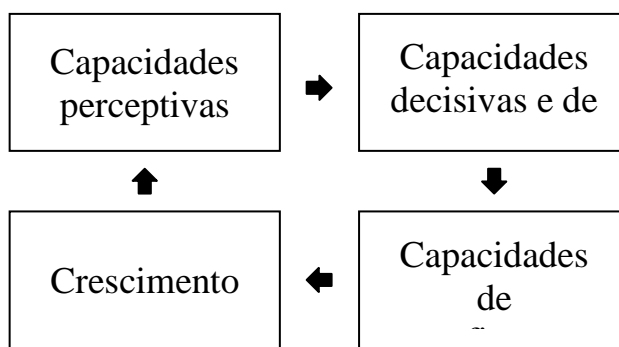 Capacidades
perceptivas
Capacidades
decisivas e de
Crescimento
Capacidades
de